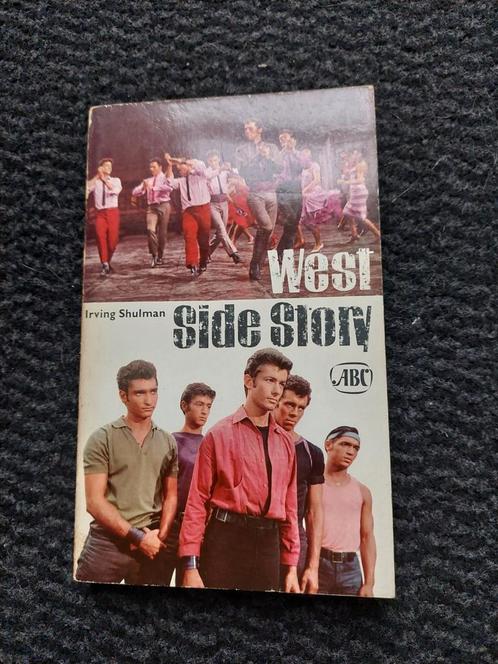 West
Irving Shulman
Side Story
ABC